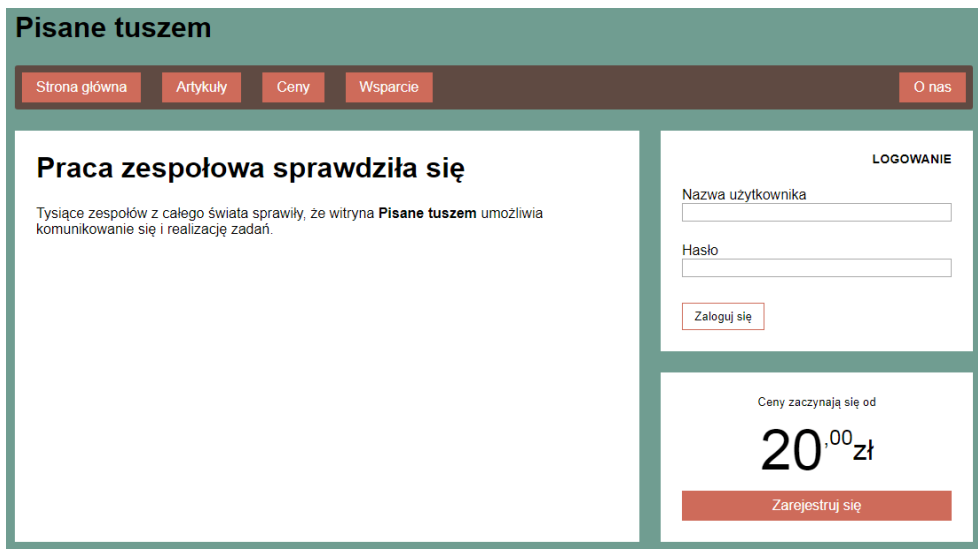 Pisane tuszem
Strona główna Artykuły Ceny Wsparcie O nas
Praca zespołowa sprawdziła się
Tysiące zespołów z całego świata sprawiły, że witryna Pisane tuszem umożliwia
komunikowanie się i realizację zadań.
LOGOWANIE
Nazwa użytkownika
Hasło
Zaloguj się
Ceny zaczynają się od
20,00zł
Zarejestruj się